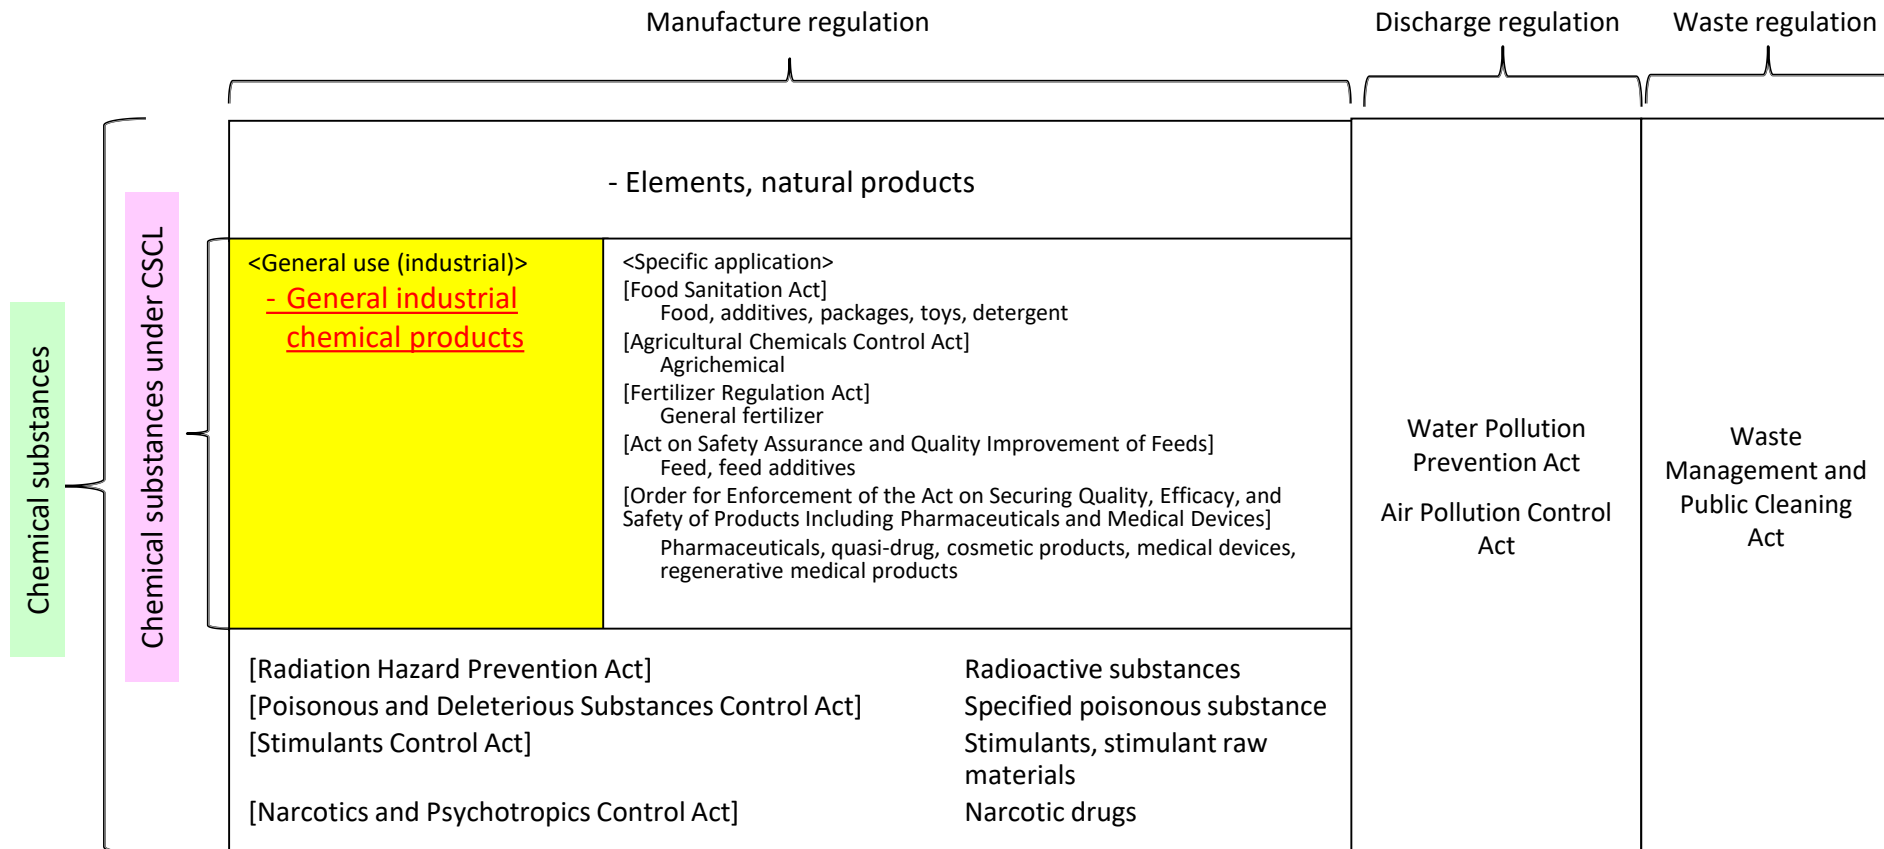 Manufacture regulation
Discharge regulation
Waste regulation
Chemical substances
Chemical substances under CSCL
- Elements, natural products
<General use (industrial)>
- General industrial
chemical products
<Specific application>
[Food Sanitation Act]
Food, additives, packages, toys, detergent
[Agricultural Chemicals Control Act]
Agrichemical
[Fertilizer Regulation Act]
General fertilizer
[Act on Safety Assurance and Quality Improvement of Feeds]
Feed, feed additives
[Order for Enforcement of the Act on Securing Quality, Efficacy, and
Safety of Products Including Pharmaceuticals and Medical Devices]
Pharmaceuticals, quasi-drug, cosmetic products, medical devices,
regenerative medical products
[Radiation Hazard Prevention Act] Radioactive substances
[Poisonous and Deleterious Substances Control Act] Specified poisonous substance
[Stimulants Control Act] Stimulants, stimulant raw
materials
[Narcotics and Psychotropics Control Act] Narcotic drugs
Water Pollution
Prevention Act
Air Pollution Control
Act
Waste
Management and
Public Cleaning
Act